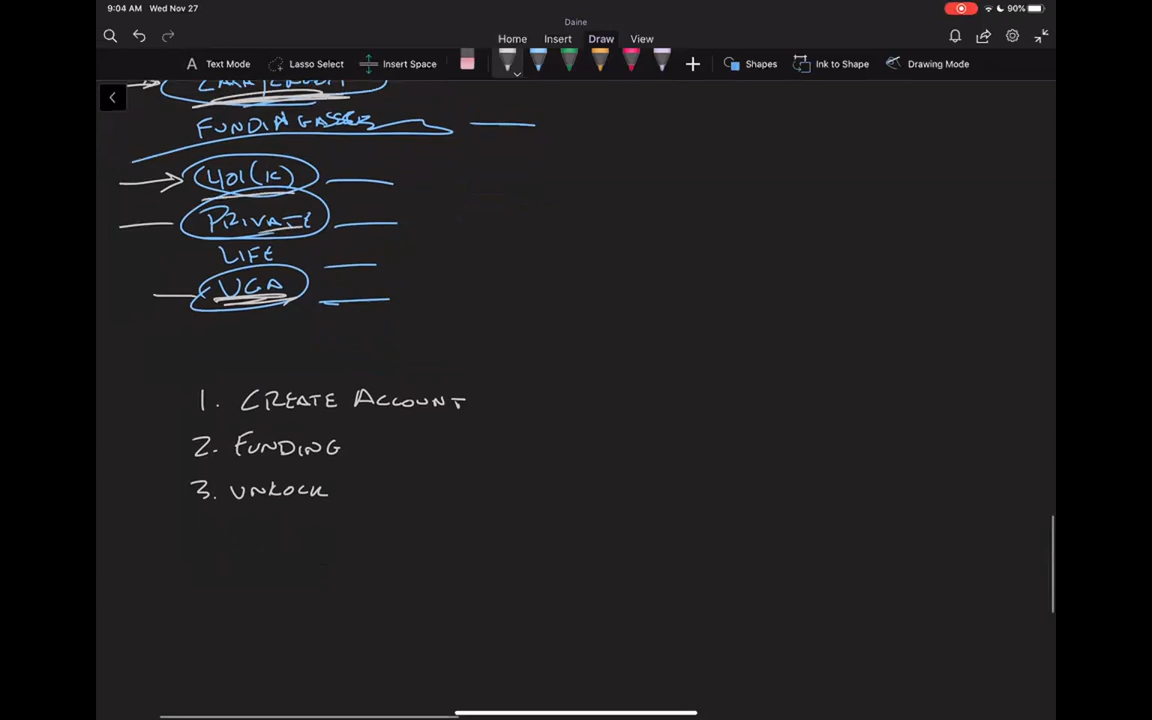 9:04 AM Wed Nov 27
90%
Daine
Home Insert Draw View
Text Mode Lasso Select Insert Space Shapes Ink to Shape Drawing Mode
401(K)
PRIVATE
LIFE
UGA
1. CREATE ACCOUNT
2. FUNDING
3. UNLOCK